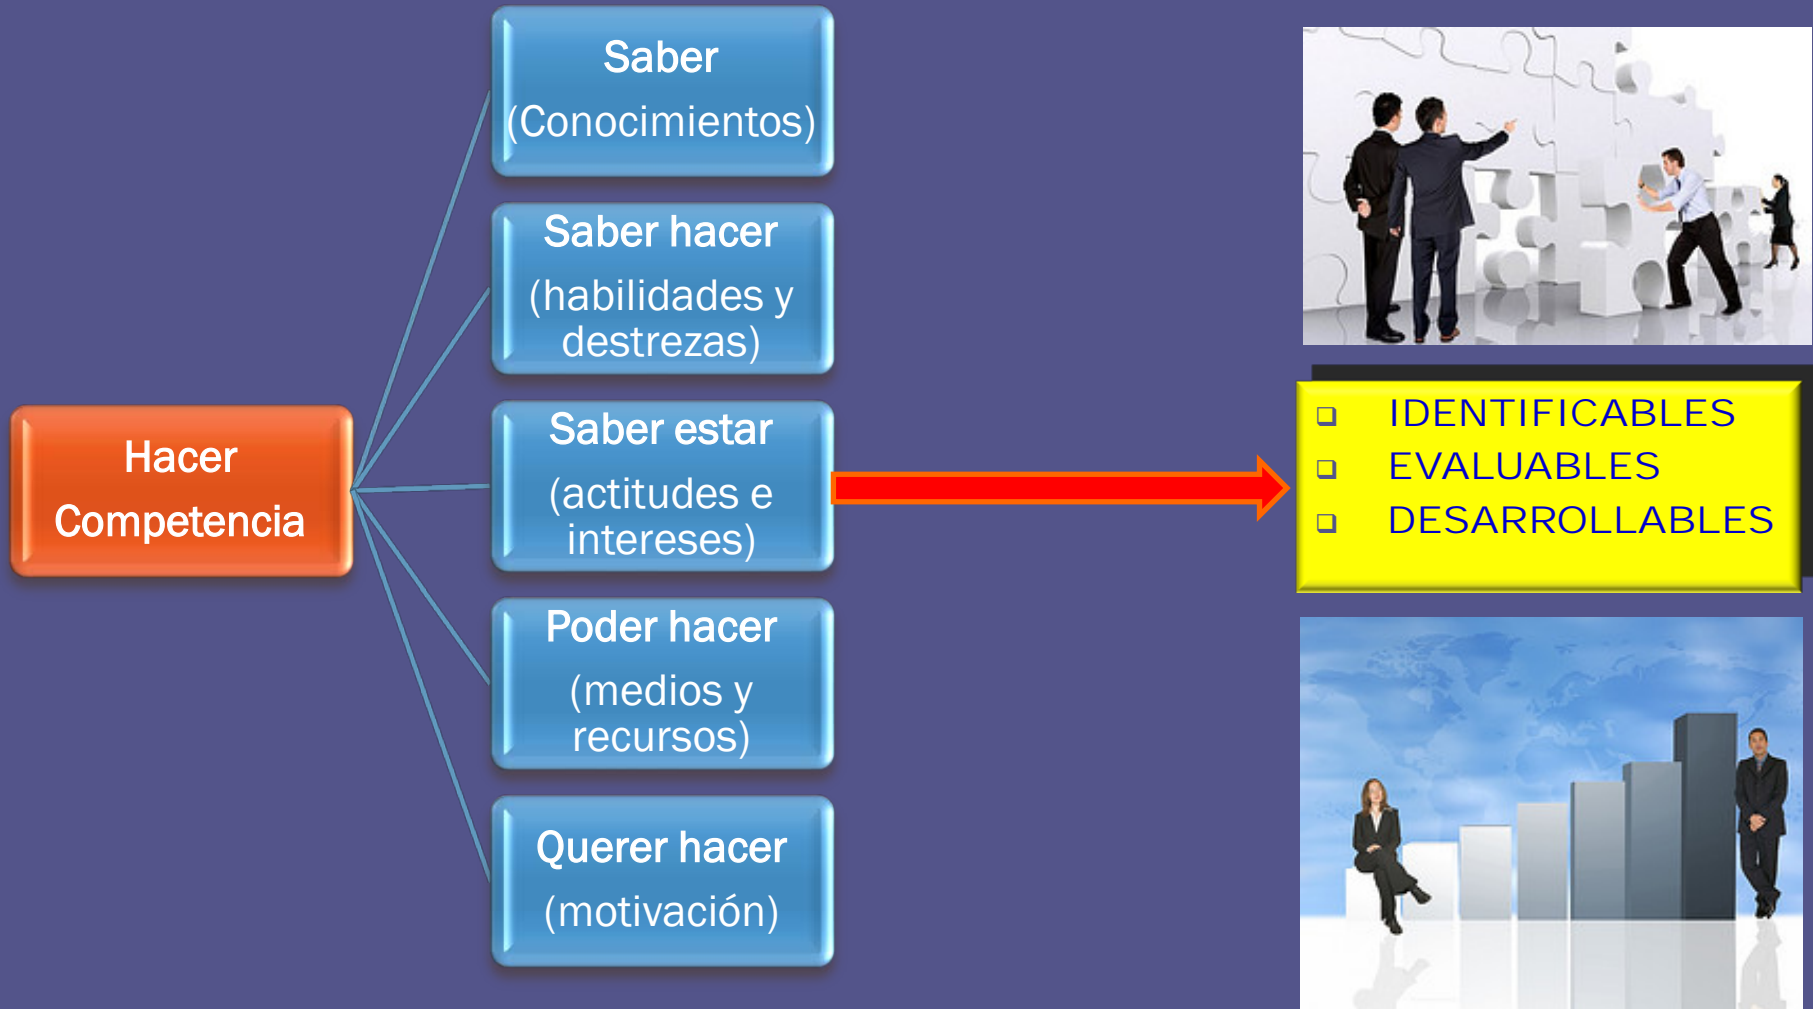 Saber
(Conocimientos)
Saber hacer
(habilidades y
destrezas)
Hacer
Competencia
Saber estar
(actitudes e
intereses)
Poder hacer
(medios y
recursos)
Querer hacer
(motivación)
IDENTIFICABLES
EVALUABLES
DESARROLLABLES